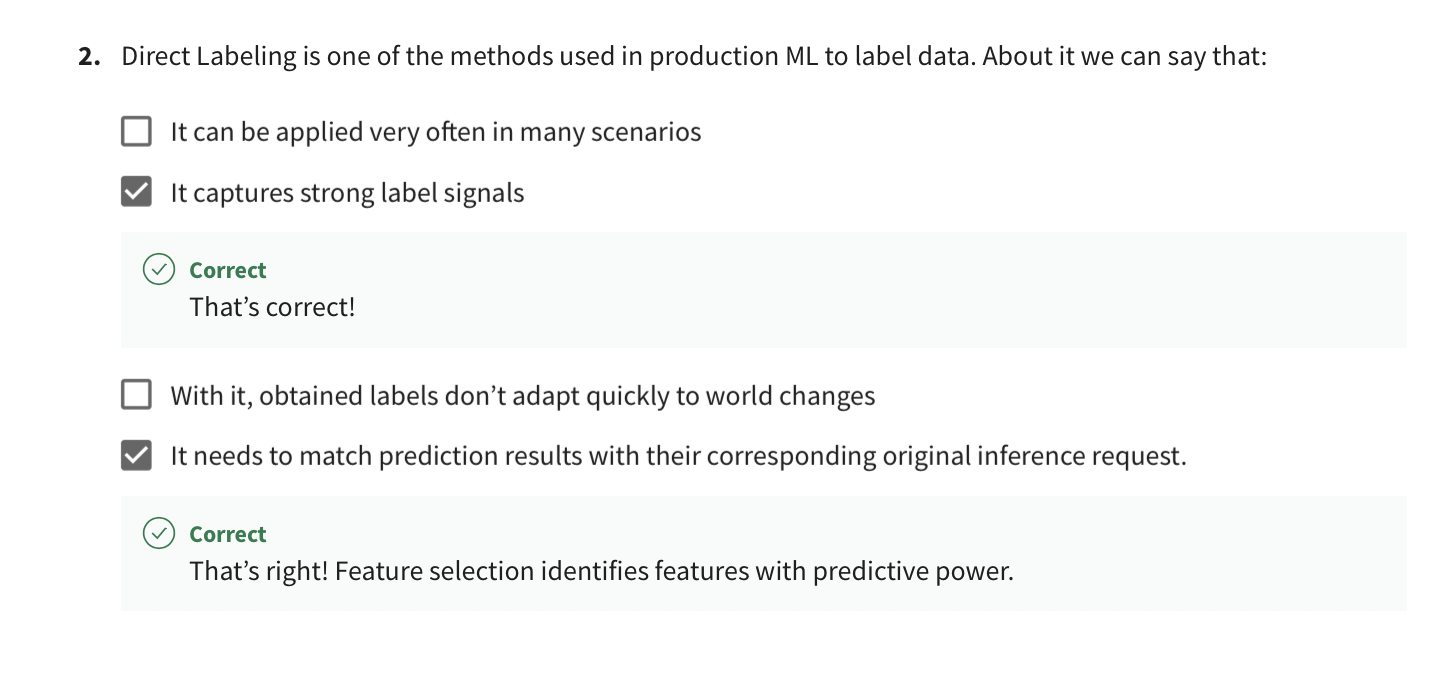 2. Direct Labeling is one of the methods used in production ML to label data. About it we can say that:
It can be applied very often in many scenarios
It captures strong label signals
Correct
That’s correct!
With it, obtained labels don’t adapt quickly to world changes
It needs to match prediction results with their corresponding original inference request.
Correct
That’s right! Feature selection identifies features with predictive power.